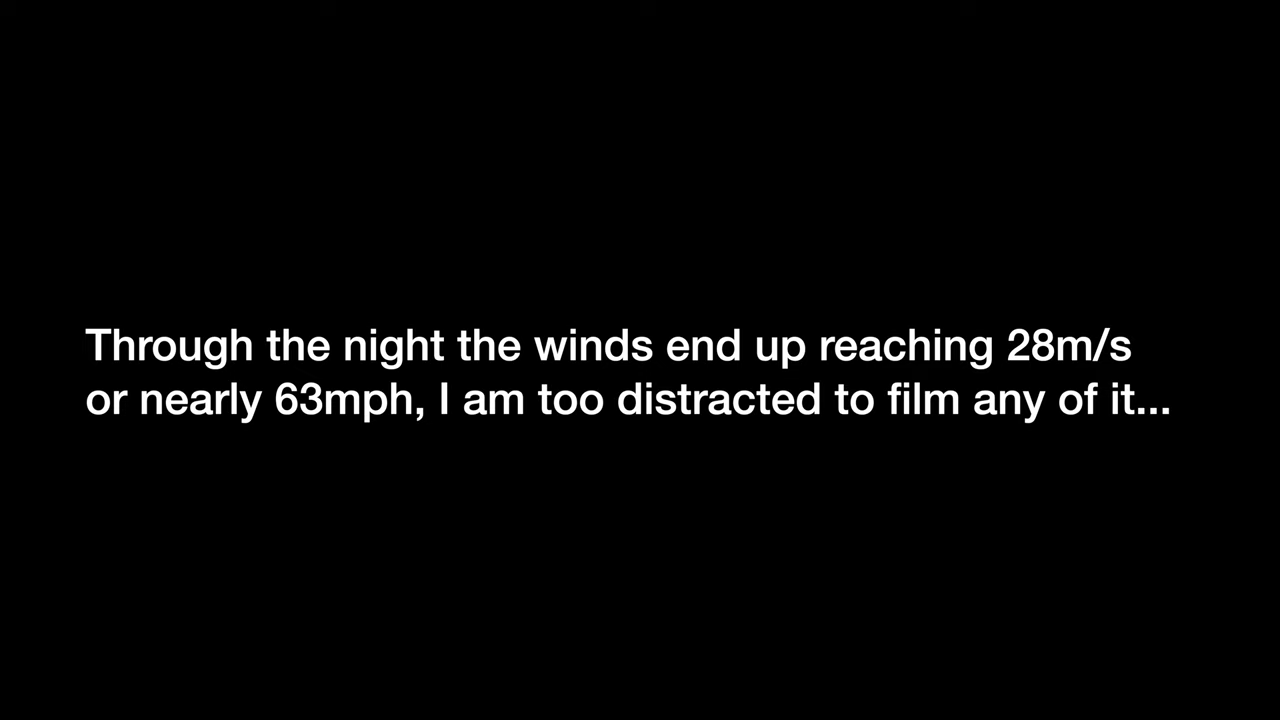 Through the night the winds end up reaching 28m/s
or nearly 63mph, I am too distracted to film any of it...